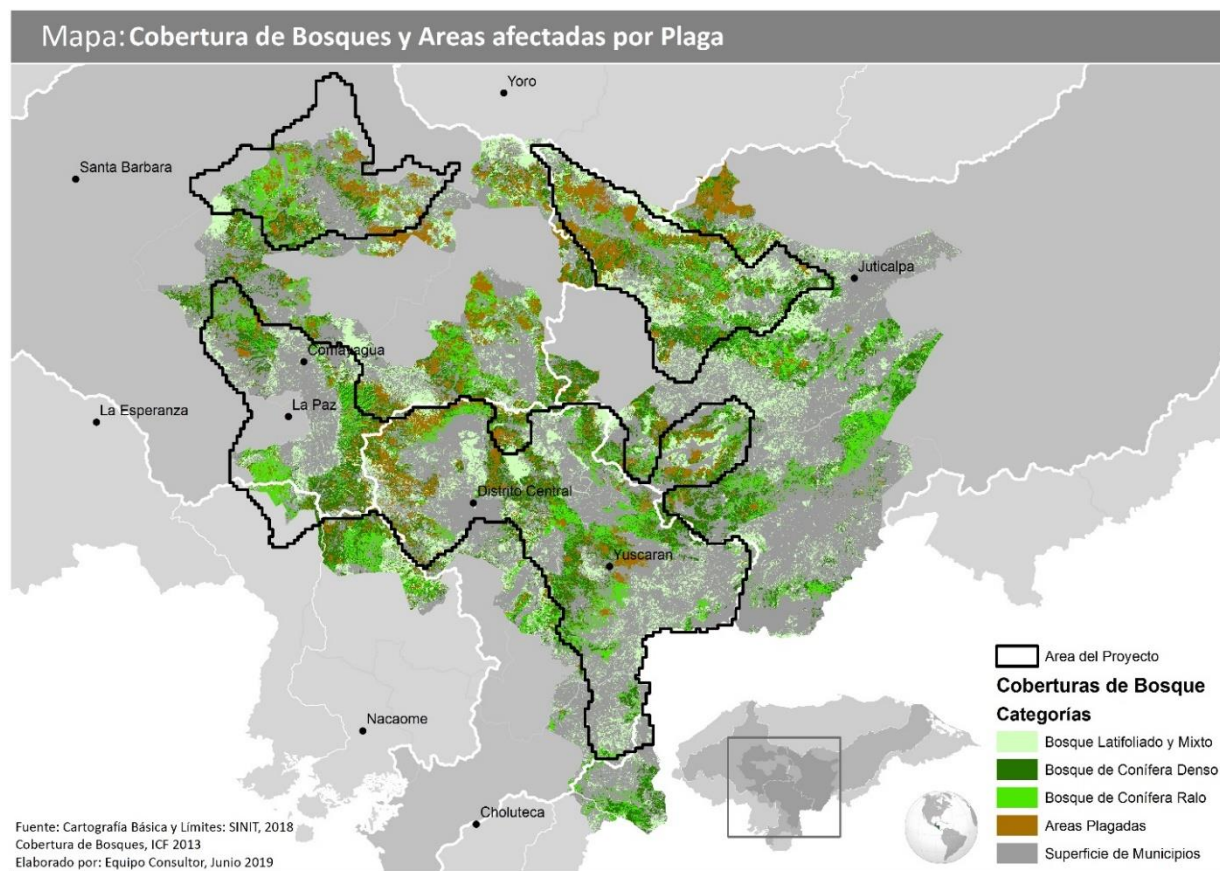 Mapa: Cobertura de Bosques y Areas afectadas por Plaga
Yoro
Santa Barbara
Juticalpa
Comayagua
La Esperanza
La Paz
Distrito Central
Yuscaran
Nacaome
Choluteca
Area del Proyecto
Coberturas de Bosque
Categorías
Bosque Latifoliado y Mixto
Bosque de Conífera Denso
Bosque de Conífera Ralo
Areas Plagadas
Superficie de Municipios
Fuente: Cartografía Básica y Límites: SINIT, 2018
Cobertura de Bosques, ICF 2013
Elaborado por: Equipo Consultor, Junio 2019